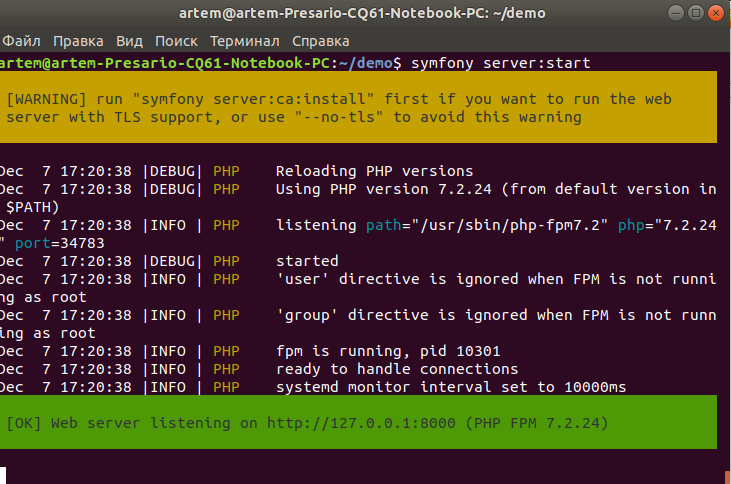 artem@artem-Presario-CQ61-Notebook-PC: ~/demo
Файл Правка Вид Поиск Терминал Справка
artem@artem-Presario-CQ61-Notebook-PC:~/demo$ symfony server:start
[WARNING] run "symfony server:ca:install" first if you want to run the web
server with TLS support, or use "--no-tls" to avoid this warning
Dec  7 17:20:38 |DEBUG| PHP    Reloading PHP versions
Dec  7 17:20:38 |DEBUG| PHP    Using PHP version 7.2.24 (from default version in
$PATH)
Dec  7 17:20:38 |INFO | PHP    listening path="/usr/sbin/php-fpm7.2" php="7.2.24
" port=34783
Dec  7 17:20:38 |DEBUG| PHP    started
Dec  7 17:20:38 |INFO | PHP    'user' directive is ignored when FPM is not runni
ng as root
Dec  7 17:20:38 |INFO | PHP    'group' directive is ignored when FPM is not runn
ing as root
Dec  7 17:20:38 |INFO | PHP    fpm is running, pid 10301
Dec  7 17:20:38 |INFO | PHP    ready to handle connections
Dec  7 17:20:38 |INFO | PHP    systemd monitor interval set to 10000ms
[OK] Web server listening on http://127.0.0.1:8000 (PHP FPM 7.2.24)